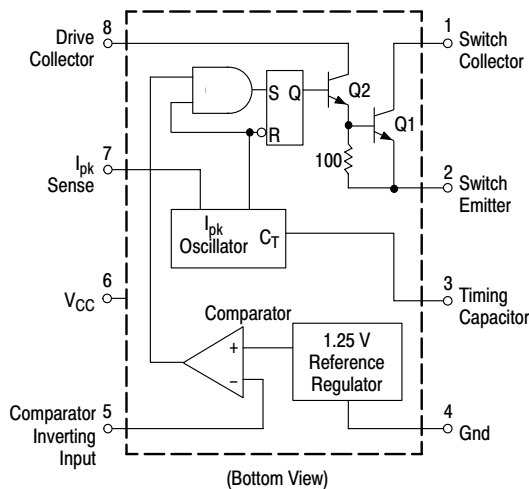 8
Drive
Collector
1
Switch
Collector
S
Q
R
Q2
Q1
100
7
Ipk
Sense
2
Switch
Emitter
Ipk
Oscillator
CT
6
VCC
3
Timing
Capacitor
Comparator
+
−
1.25 V
Reference
Regulator
5
Comparator
Inverting
Input
4
Gnd
(Bottom View)